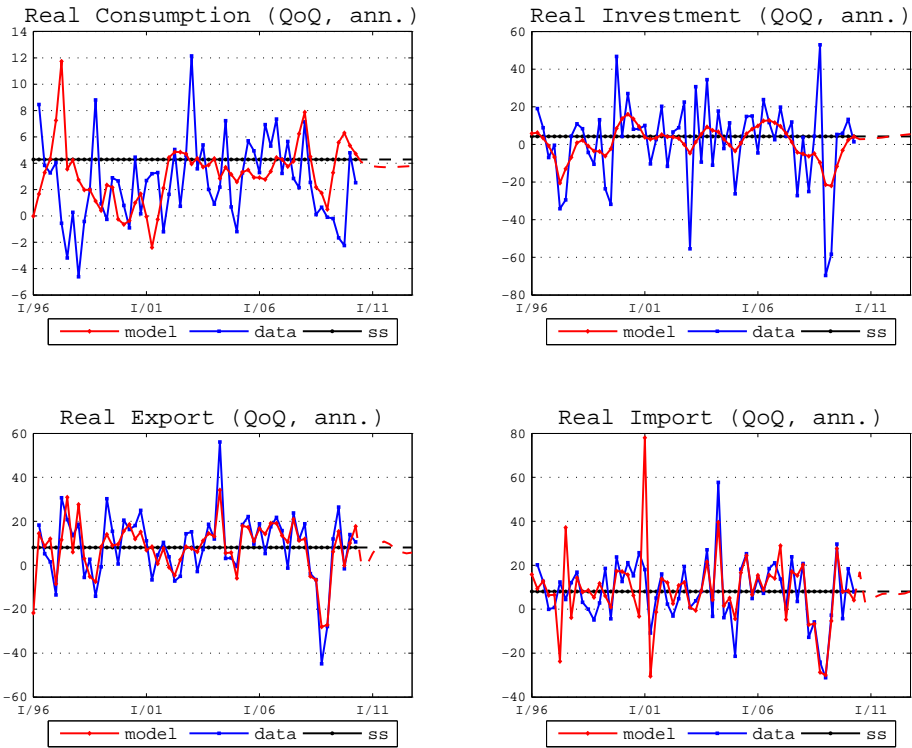 Real Consumption (QoQ, ann.)
14
12
10
8
6
4
2
0
−2
−4
−6
I/96 I/01 I/06 I/11
model data ss
Real Investment (QoQ, ann.)
60
40
20
0
−20
−40
−60
−80
I/96 I/01 I/06 I/11
model data ss
Real Export (QoQ, ann.)
60
40
20
0
−20
−40
−60
I/96 I/01 I/06 I/11
model data ss
Real Import (QoQ, ann.)
80
60
40
20
0
−20
−40
I/96 I/01 I/06 I/11
model data ss